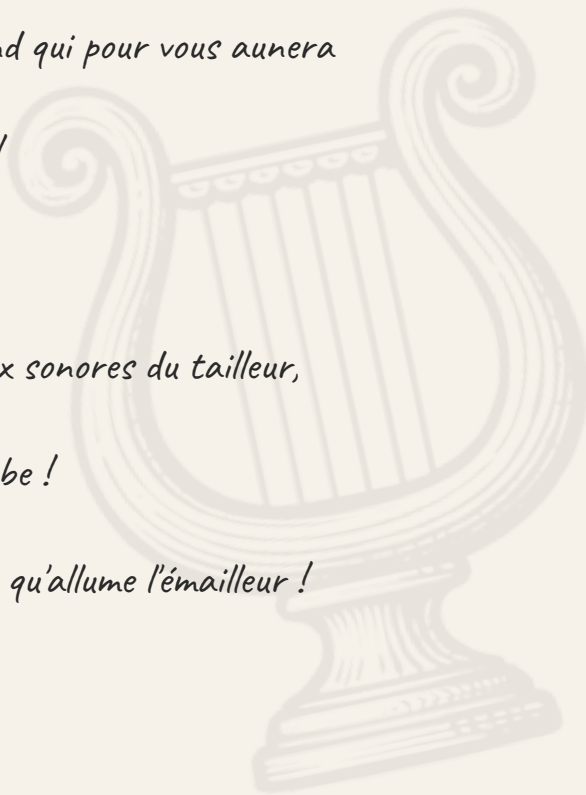 qui pour vous aunera
sonores du tailleur,
!
qu'allume l'émailleur !